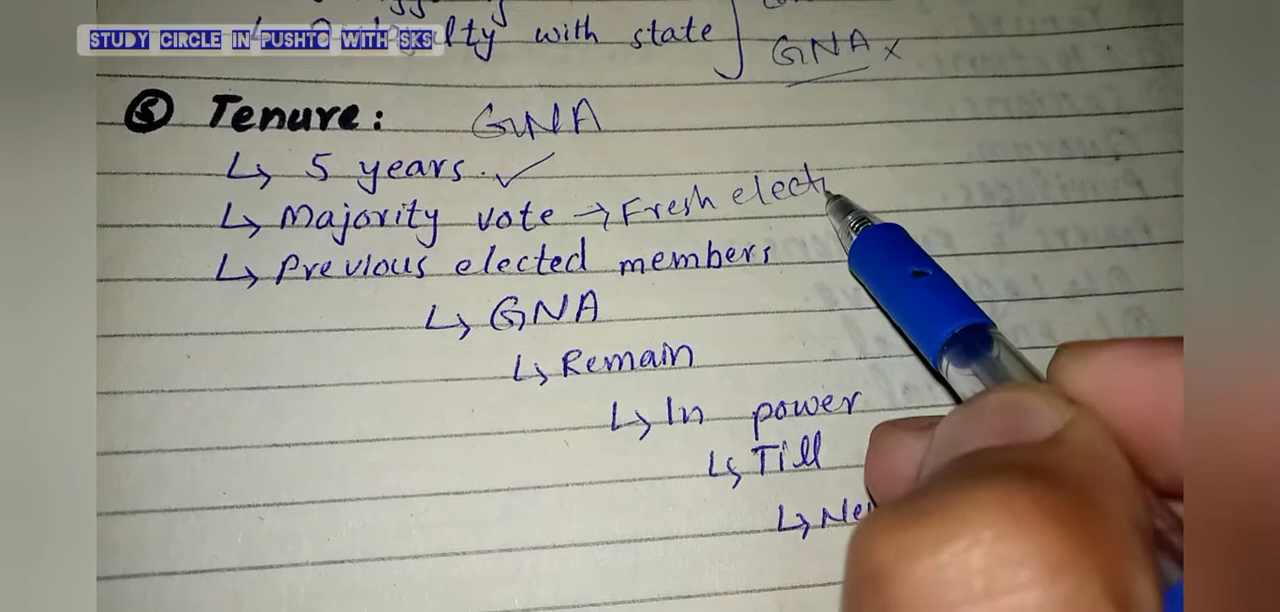 STUDY CIRCLE IN PUSHTO WITH SKS
with state
GNA x
⑤ Tenure: GNA
↳ 5 years. ✓
↳ Majority vote → Fresh electi
↳ Previous elected members
↳ GNA
↳ Remain
↳ In power
↳ Till